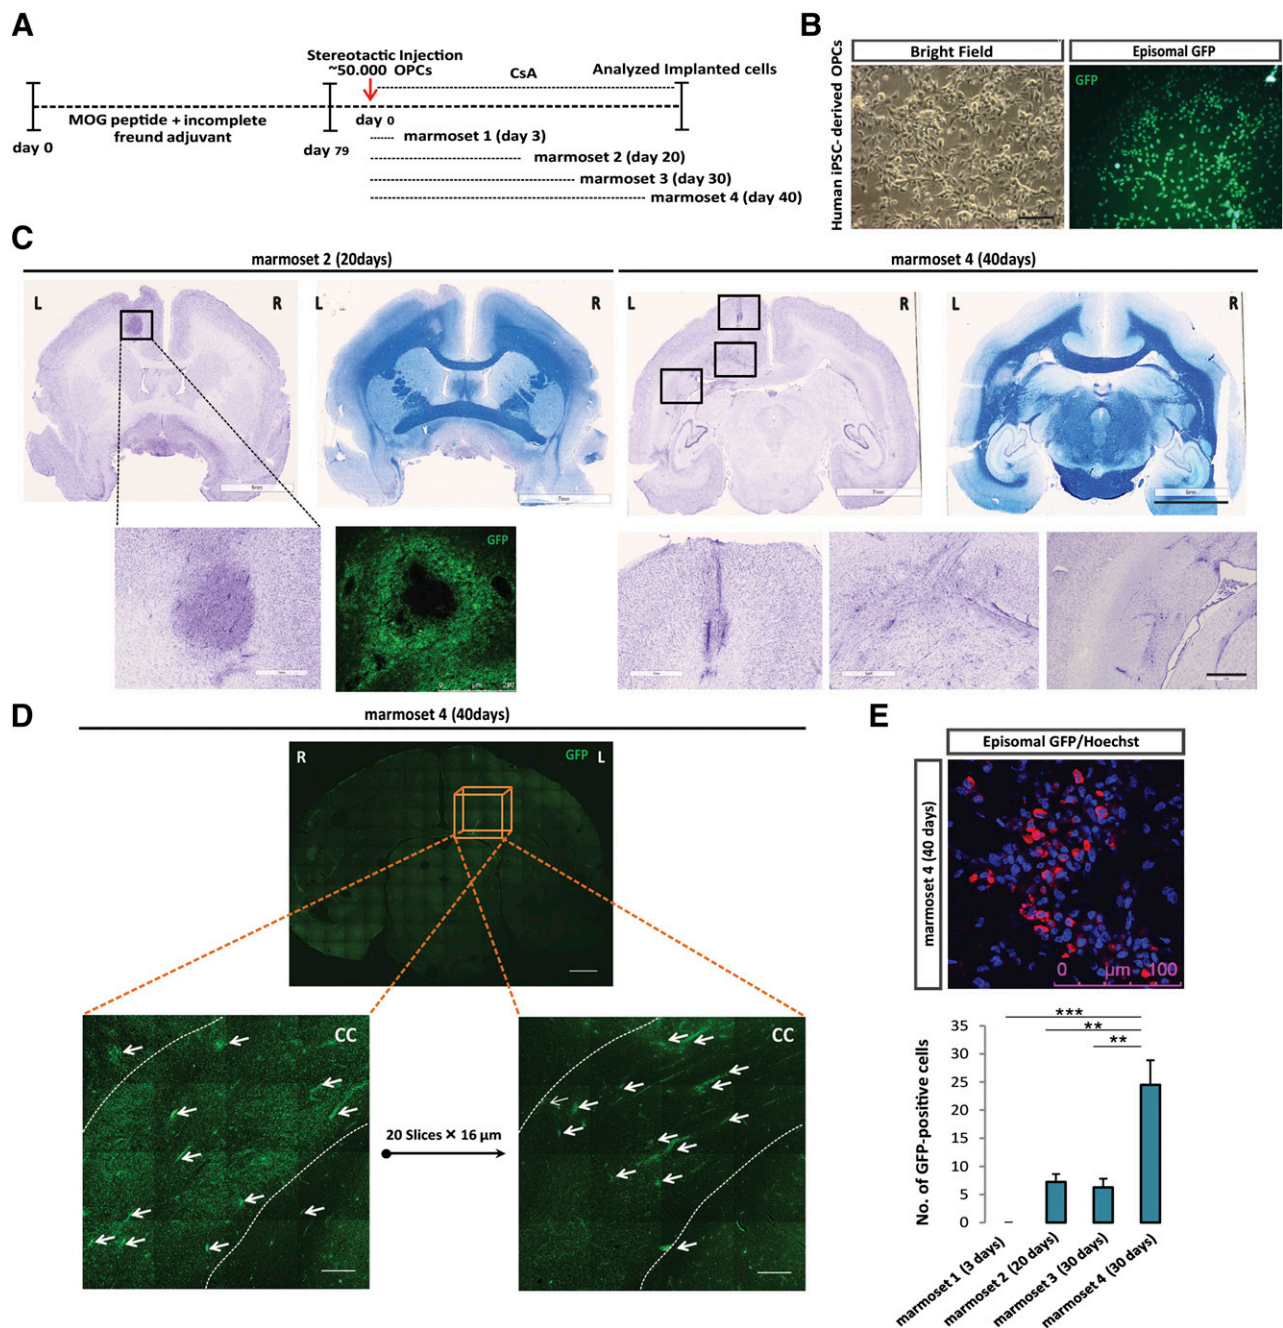 A
Stereotactic Injection
~50.000 OPCs
CsA
Analyzed Implanted cells
MOG peptide + incomplete
freund adjuvant
day 0
day 79
day 0
marmoset 1 (day 3)
marmoset 2 (day 20)
marmoset 3 (day 30)
marmoset 4 (day 40)
B
Bright Field
Episomal GFP
Human iPSC- derived OPCs
GFP
C
marmoset 2 (20days)
marmoset 4 (40days)
L
R
L
R
L
R
L
R
GFP
D
marmoset 4 (40days)
R
GFP
L
CC
20 Slices × 16 µm
CC
E
Episomal GFP/Hoechst
marmoset 4 (40 days)
0 µm 100
***
**
**
No. of GFP-positive cells
35
30
25
20
15
10
5
0
marmoset 1 (3 days)
marmoset 2 (20 days)
marmoset 3 (30 days)
marmoset 4 (30 days)